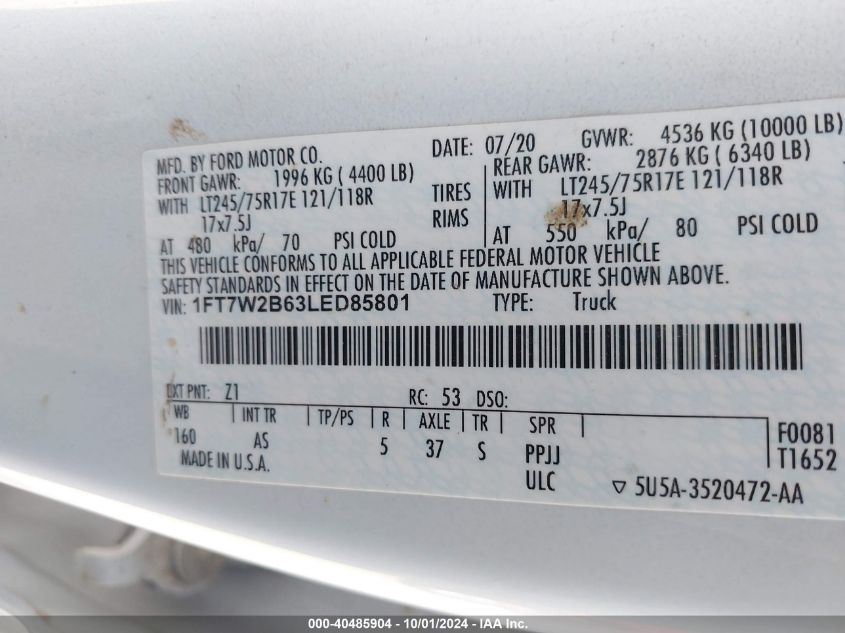 MFD. BY FORD MOTOR CO. DATE: 07/20 GVWR: 4536 KG (10000 LB)
FRONT GAWR: 1996 KG ( 4400 LB) REAR GAWR: 2876 KG ( 6340 LB)
WITH LT245/75R17E 121/118R TIRES WITH LT245/75R17E 121/118R
17x7.5J RIMS 17x7.5J
AT 480 kPa/ 70 PSI COLD AT 550 kPa/ 80 PSI COLD
THIS VEHICLE CONFORMS TO ALL APPLICABLE FEDERAL MOTOR VEHICLE
SAFETY STANDARDS IN EFFECT ON THE DATE OF MANUFACTURE SHOWN ABOVE.
VIN: 1FT7W2B63LED85801 TYPE: Truck
EXT PNT: Z1 RC: 53 DSO:
WB INT TR TP/PS R AXLE TR SPR F0081
160 AS 5 37 S PPJJ T1652
MADE IN U.S.A. ULC ▽ 5U5A-3520472-AA
000-40485904 - 10/01/2024 - IAA Inc.